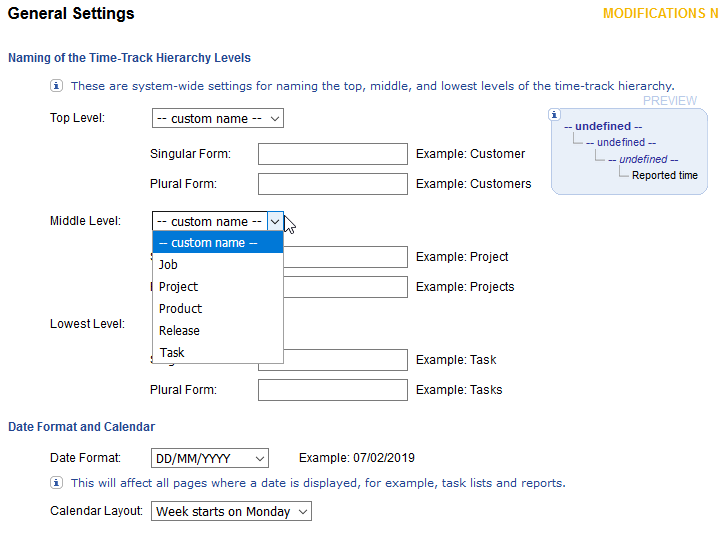 General Settings
MODIFICATIONS N
Naming of the Time-Track Hierarchy Levels
These are system-wide settings for naming the top, middle, and lowest levels of the time-track hierarchy.
PREVIEW
Top Level: -- custom name --
-- undefined --
-- undefined --
-- undefined --
Reported time
Singular Form: Example: Customer
Plural Form: Example: Customers
Middle Level: -- custom name --
-- custom name --
Job
Project
Product
Release
Task
Example: Project
Example: Projects
Lowest Level:
Example: Task
Plural Form: Example: Tasks
Date Format and Calendar
Date Format: DD/MM/YYYY Example: 07/02/2019
This will affect all pages where a date is displayed, for example, task lists and reports.
Calendar Layout: Week starts on Monday